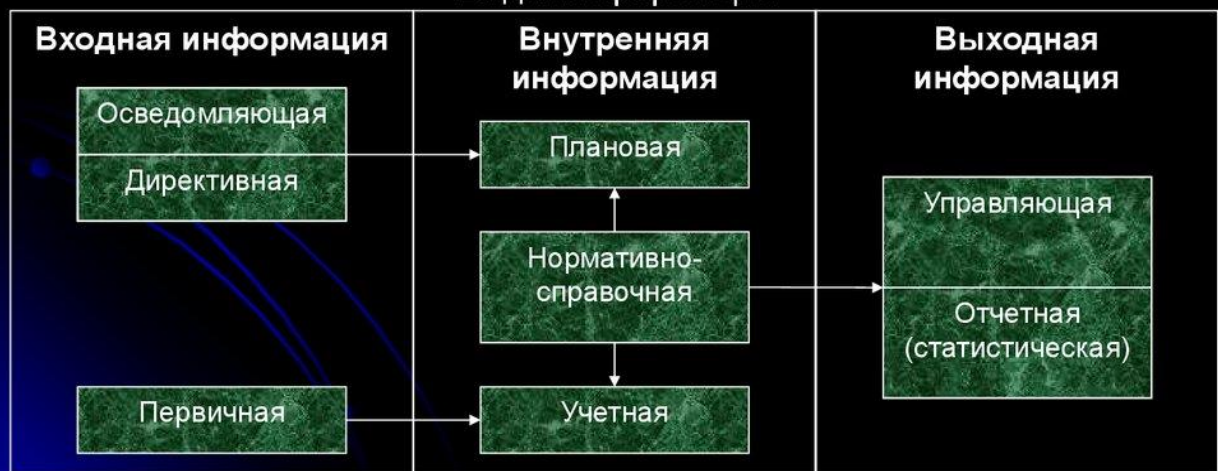 Входная информация
Осведомляющая
Директивная
Первичная
Внутренняя
информация
Плановая
Нормативно-
справочная
Учетная
Выходная
информация
Управляющая
Отчетная
(статистическая)